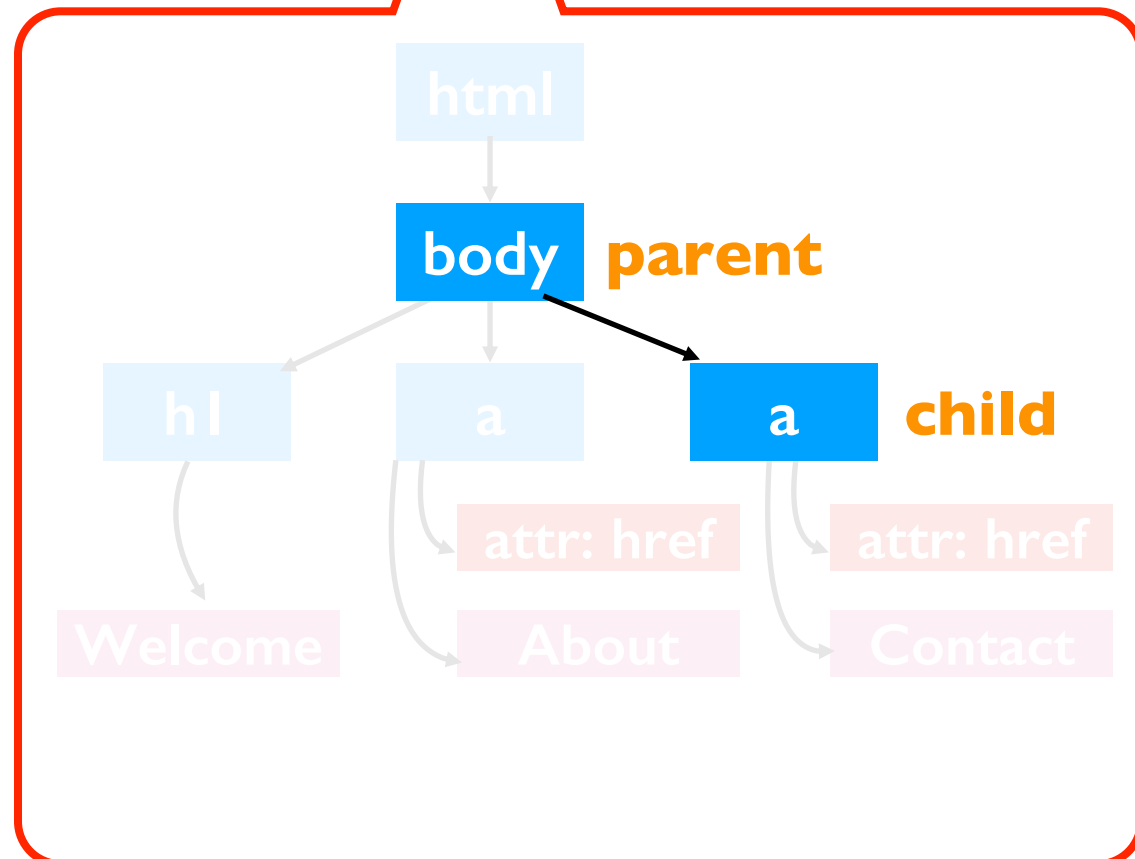 html
body parent
h1 a a child
attr: href attr: href
Welcome About Contact